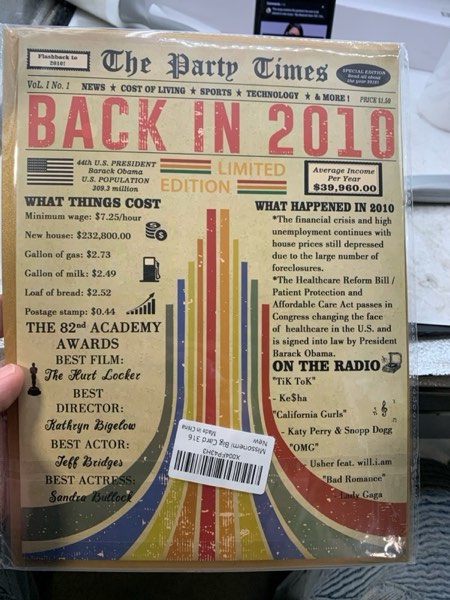 Flashback to
2010!
The Party Times
SPECIAL EDITION
Read all about
the year 2010!
VoL. 1 No. 1
NEWS ★ COST OF LIVING ★ SPORTS ★ TECHNOLOGY ★ & MORE !
PRICE $1.50
BACK IN 2010
44th U.S. PRESIDENT
Barack Obama
U.S. POPULATION
309.3 million
LIMITED
EDITION
Average Income
Per Year
$39,960.00
WHAT THINGS COST
Minimum wage: $7.25/hour
New house: $232,800.00
Gallon of gas: $2.73
Gallon of milk: $2.49
Loaf of bread: $2.52
Postage stamp: $0.44
THE 82nd ACADEMY
AWARDS
BEST FILM:
The Hurt Locker
BEST
DIRECTOR:
Kathryn Bigelow
BEST ACTOR:
Jeff Bridges
BEST ACTRESS:
Sandra Bullock
WHAT HAPPENED IN 2010
*The financial crisis and high
unemployment continues with
house prices still depressed
due to the large number of
foreclosures.
*The Healthcare Reform Bill /
Patient Protection and
Affordable Care Act passes in
Congress changing the face
of healthcare in the U.S. and
is signed into law by President
Barack Obama.
ON THE RADIO
"TiK ToK"
- Ke$ha
"California Gurls"
- Katy Perry & Snopp Dogg
"OMG"
- Usher feat. will.i.am
"Bad Romance"
Lady Gaga
X004FPA3H3
Missonemi Big Card 316
New
Made in China